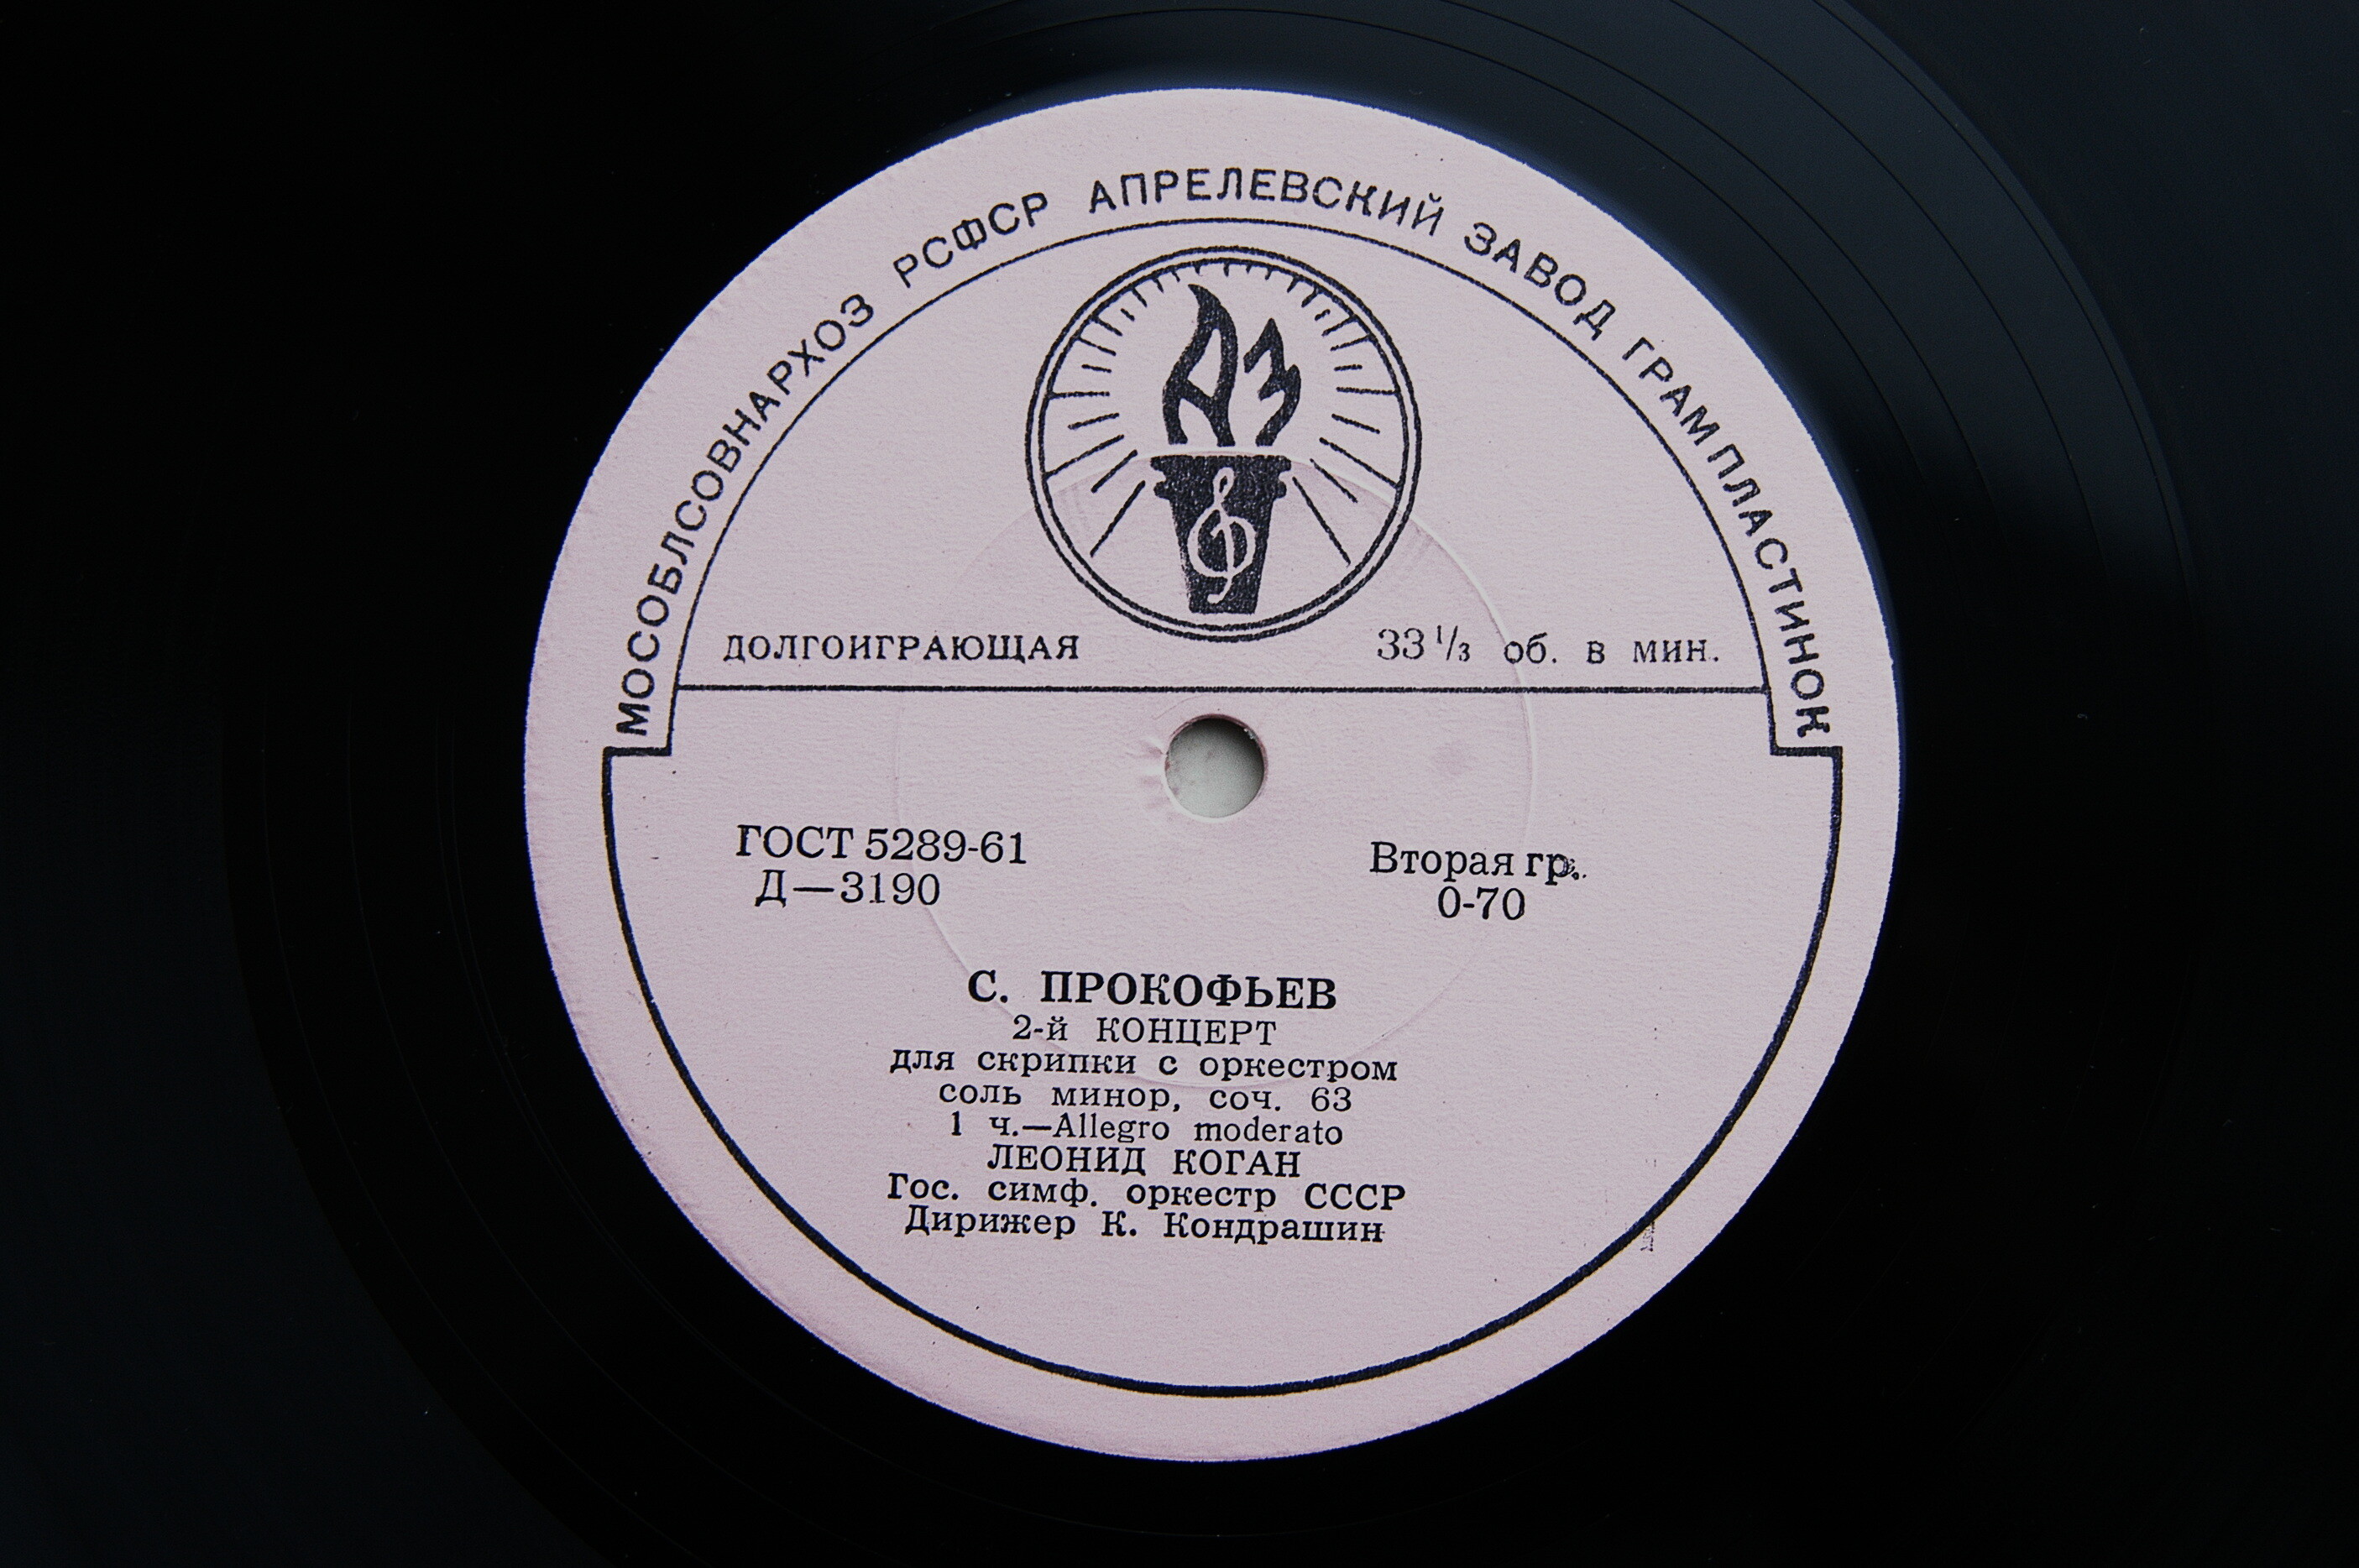 МОСОБЛСОВНАРХОЗ РСФСР АПРЕЛЕВСКИЙ ЗАВОД ГРАМПЛАСТИНОК
АЗ
ДОЛГОИГРАЮЩАЯ 33⅓ об. в мин.
ГОСТ 5289-61 Вторая гр.
Д—3190 0-70
С. ПРОКОФЬЕВ
2-й КОНЦЕРТ
для скрипки с оркестром
соль минор, соч. 63
1 ч.—Allegro moderato
ЛЕОНИД КОГАН
Гос. симф. оркестр СССР
Дирижер К. Кондрашин